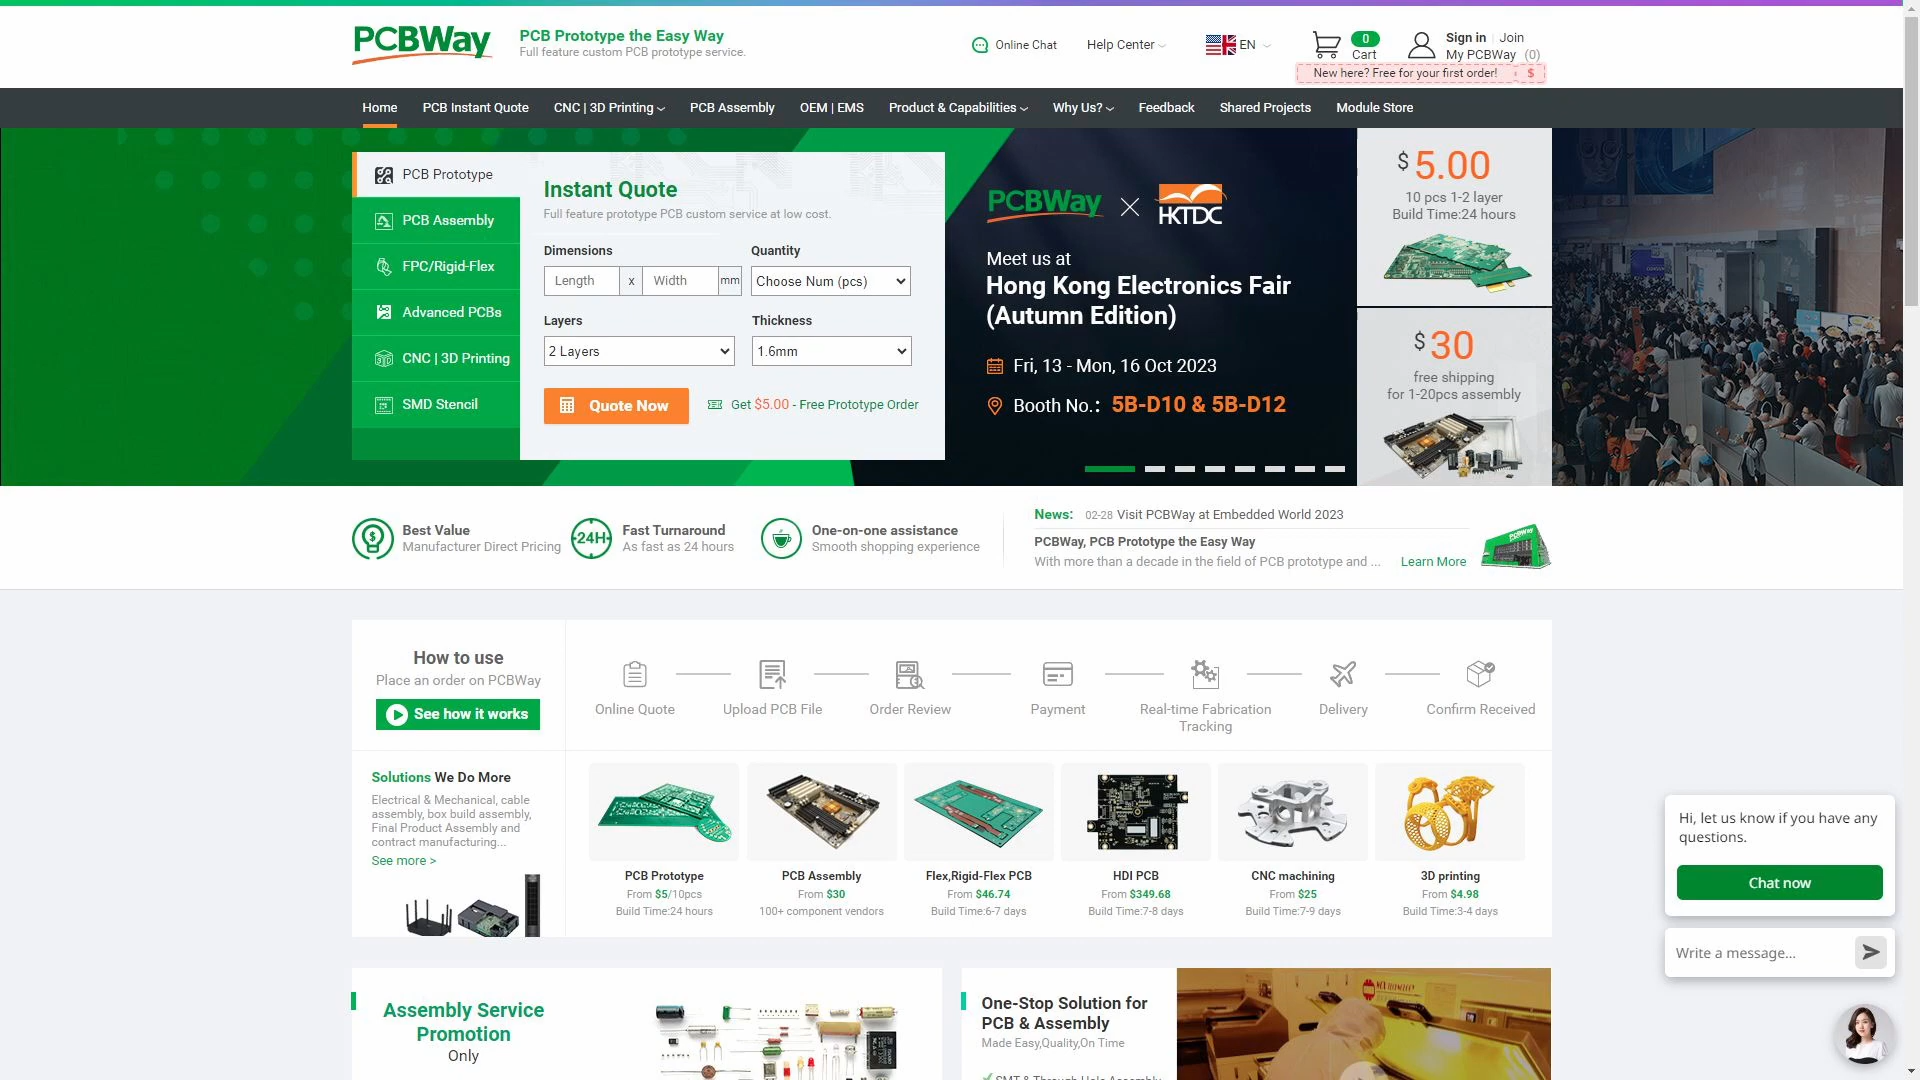 PCBWay
PCB Prototype the Easy Way
Full feature custom PCB prototype service.
Online Chat
Help Center
EN
0
Cart
Sign in
Join
My PCBWay (0)
New here? Free for your first order! $
Home
PCB Instant Quote
CNC | 3D Printing
PCB Assembly
OEM | EMS
Product & Capabilities
Why Us?
Feedback
Shared Projects
Module Store
PCB Prototype
PCB Assembly
FPC/Rigid-Flex
Advanced PCBs
CNC | 3D Printing
SMD Stencil
Instant Quote
Full feature prototype PCB custom service at low cost.
Dimensions
Quantity
Length x Width mm
Choose Num (pcs)
Layers
Thickness
2 Layers
1.6mm
Quote Now
Get $5.00 - Free Prototype Order
PCBWay
HKTDC
Meet us at
Hong Kong Electronics Fair
(Autumn Edition)
Fri, 13 - Mon, 16 Oct 2023
Booth No.: 5B-D10 & 5B-D12
$ 5.00
10 pcs 1-2 layer
Build Time:24 hours
$ 30
free shipping
for 1-20pcs assembly
Best Value
Manufacturer Direct Pricing
24H
Fast Turnaround
As fast as 24 hours
One-on-one assistance
Smooth shopping experience
News: 02-28 Visit PCBWay at Embedded World 2023
PCBWay, PCB Prototype the Easy Way
With more than a decade in the field of PCB prototype and ...
Learn More
How to use
Place an order on PCBWay
See how it works
Online Quote
Upload PCB File
Order Review
Payment
Real-time Fabrication
Tracking
Delivery
Confirm Received
Solutions We Do More
Electrical & Mechanical, cable
assembly, box build assembly,
Final Product Assembly and
contract manufacturing...
See more >
PCB Prototype
From $5/10pcs
Build Time:24 hours
PCB Assembly
From $30
100+ component vendors
Flex,Rigid-Flex PCB
From $46.74
Build Time:6-7 days
HDI PCB
From $349.68
Build Time:7-8 days
CNC machining
From $25
Build Time:7-9 days
3D printing
From $4.98
Build Time:3-4 days
Hi, let us know if you have any
questions.
Chat now
Write a message...
Assembly Service
Promotion
Only
One-Stop Solution for
PCB & Assembly
Made Easy,Quality,On Time
SMT & Through Hole Assembly